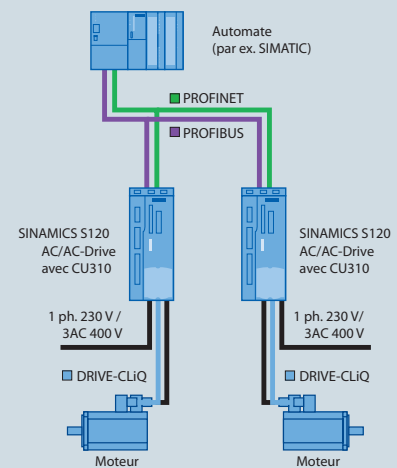 Automate
(par ex. SIMATIC)
PROFINET
PROFIBUS
SINAMICS S120
AC/AC-Drive
avec CU310
SINAMICS S120
AC/AC-Drive
avec CU310
1 ph. 230 V /
3AC 400 V
1 ph. 230 V /
3AC 400 V
DRIVE-CLiQ
DRIVE-CLiQ
Moteur
Moteur